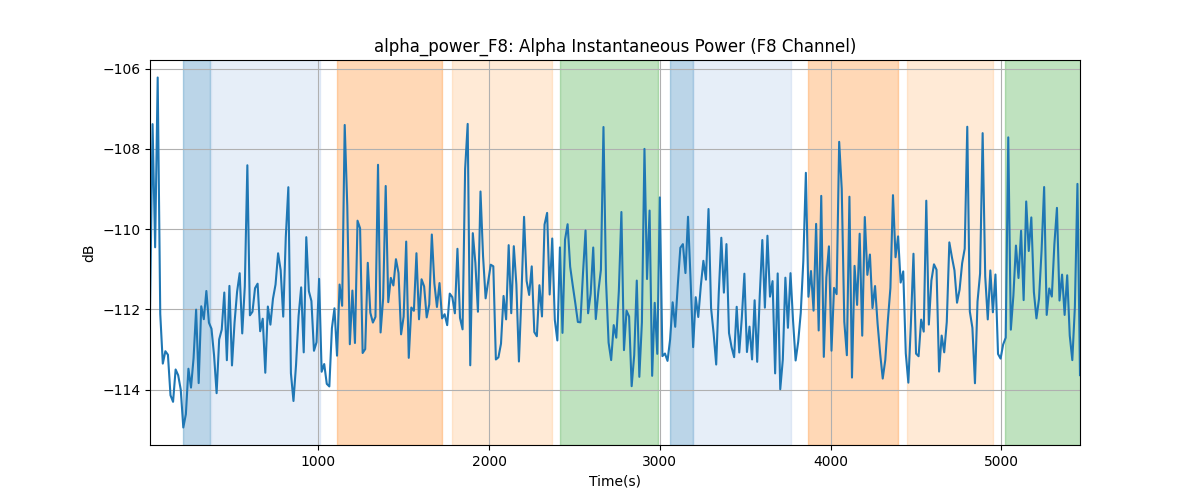 alpha_power_F8: Alpha Instantaneous Power (F8 Channel)
−106
−108
−110
−112
−114
dB
1000 2000 3000 4000 5000
Time(s)